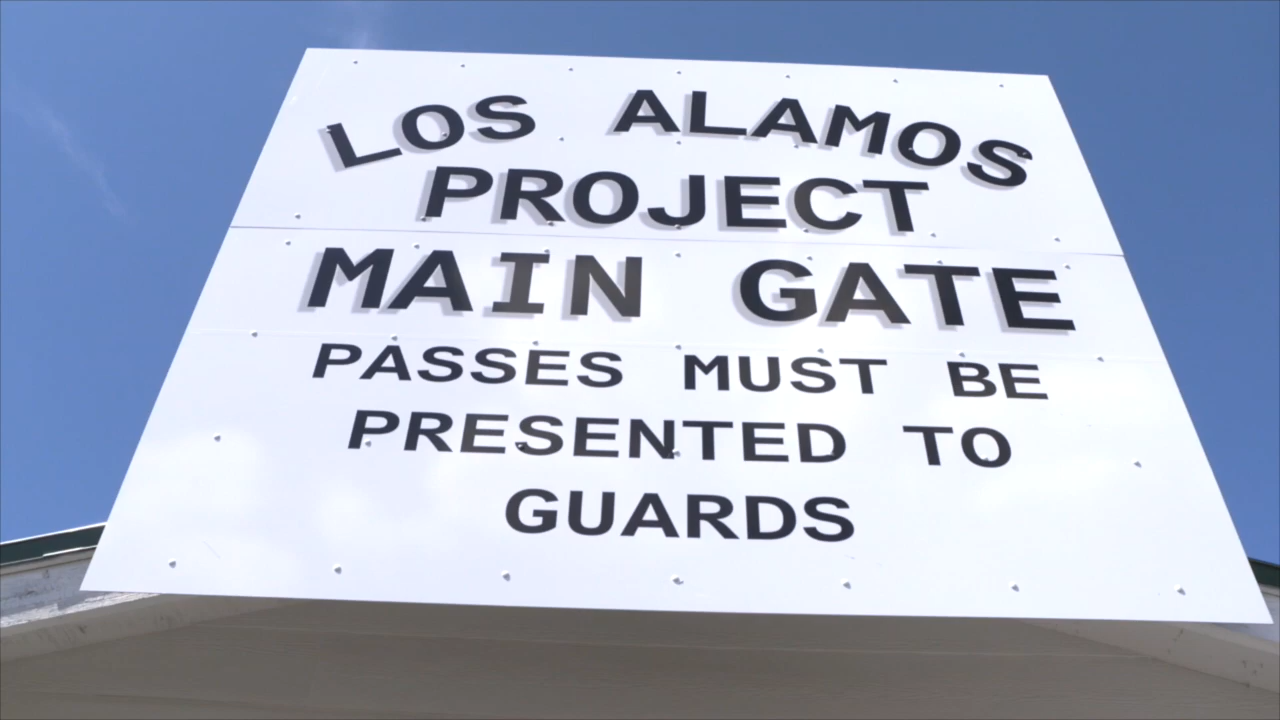 LOS ALAMOS
PROJECT
MAIN GATE
PASSES MUST BE
PRESENTED TO
GUARDS